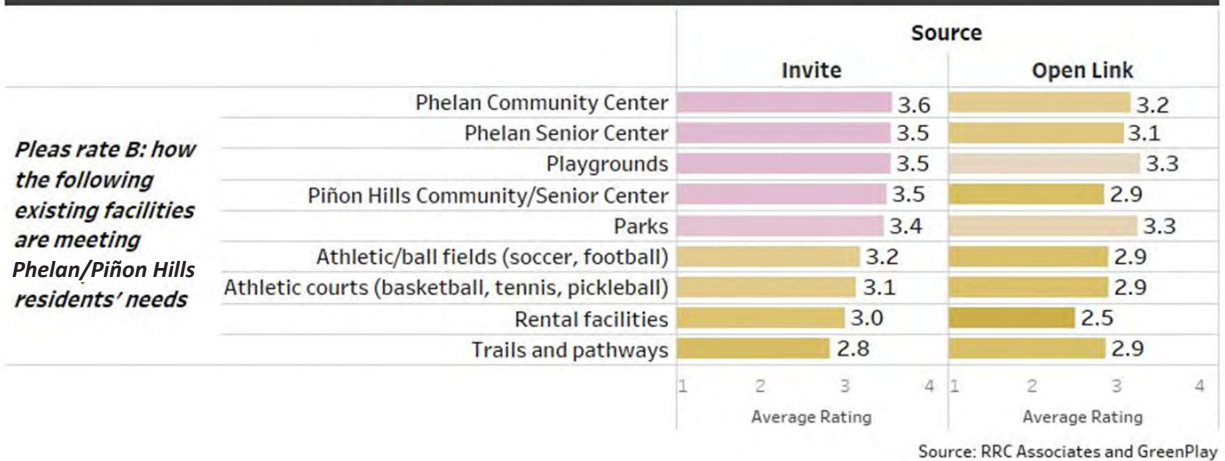 Source
Invite Open Link
Pleas rate B: how
the following
existing facilities
are meeting
Phelan/Piñon Hills
residents’ needs
Phelan Community Center 3.6 3.2
Phelan Senior Center 3.5 3.1
Playgrounds 3.5 3.3
Piñon Hills Community/Senior Center 3.5 2.9
Parks 3.4 3.3
Athletic/ball fields (soccer, football) 3.2 2.9
Athletic courts (basketball, tennis, pickleball) 3.1 2.9
Rental facilities 3.0 2.5
Trails and pathways 2.8 2.9
1 2 3 4 1 2 3 4
Average Rating Average Rating
Source: RRC Associates and GreenPlay